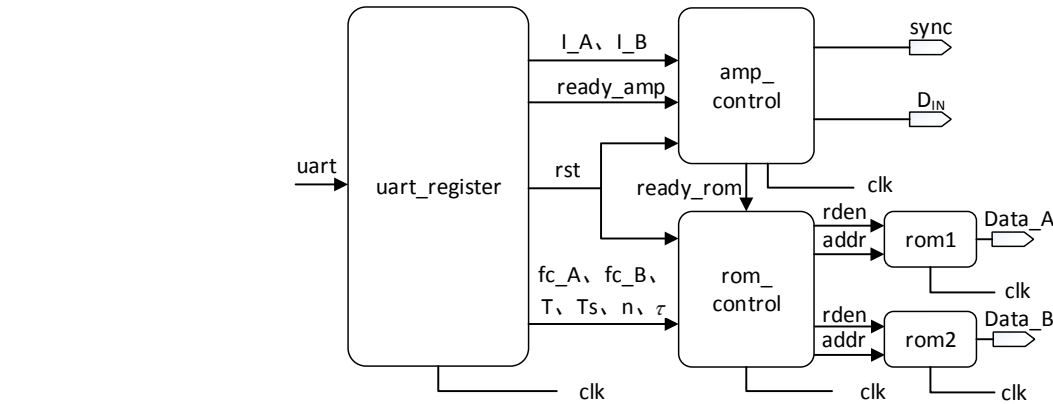 uart
uart_register
I_A、I_B
ready_amp
rst
fc_A、fc_B、
T、Ts、n、τ
clk
amp_
control
sync
DIN
clk
ready_rom
rom_
control
clk
rden
addr
rom1
Data_A
clk
rden
addr
rom2
Data_B
clk